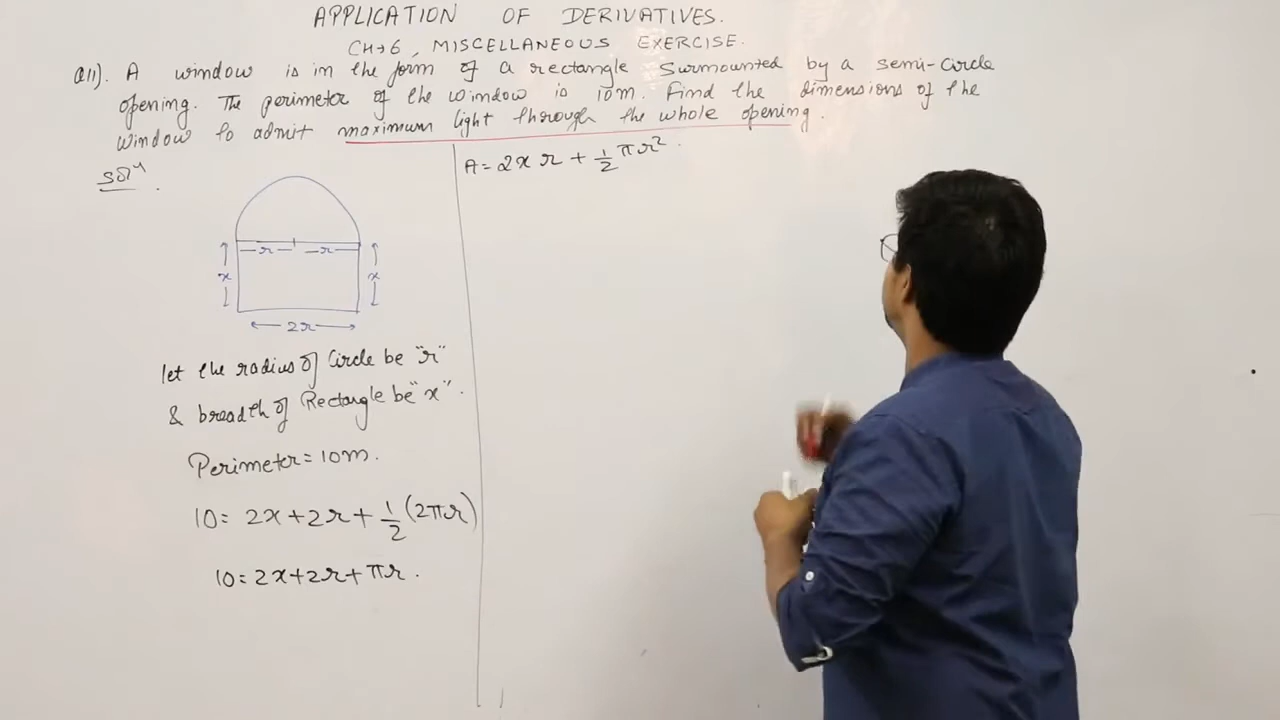 APPLICATION OF DERIVATIVES.
CH→6, MISCELLANEOUS EXERCISE.
Q11). A window is in the form of a rectangle surmounted by a semi-circle
opening. The perimeter of the window is 10m. Find the dimensions of the
window to admit maximum light through the whole opening.
Solⁿ.
A = 2xr + 1/2 πr².
r r
x x
2r
let the radius of Circle be "r"
& breadth of Rectangle be "x".
Perimeter = 10m.
10 = 2x+2r+1/2(2πr)
10 = 2x+2r+πr.